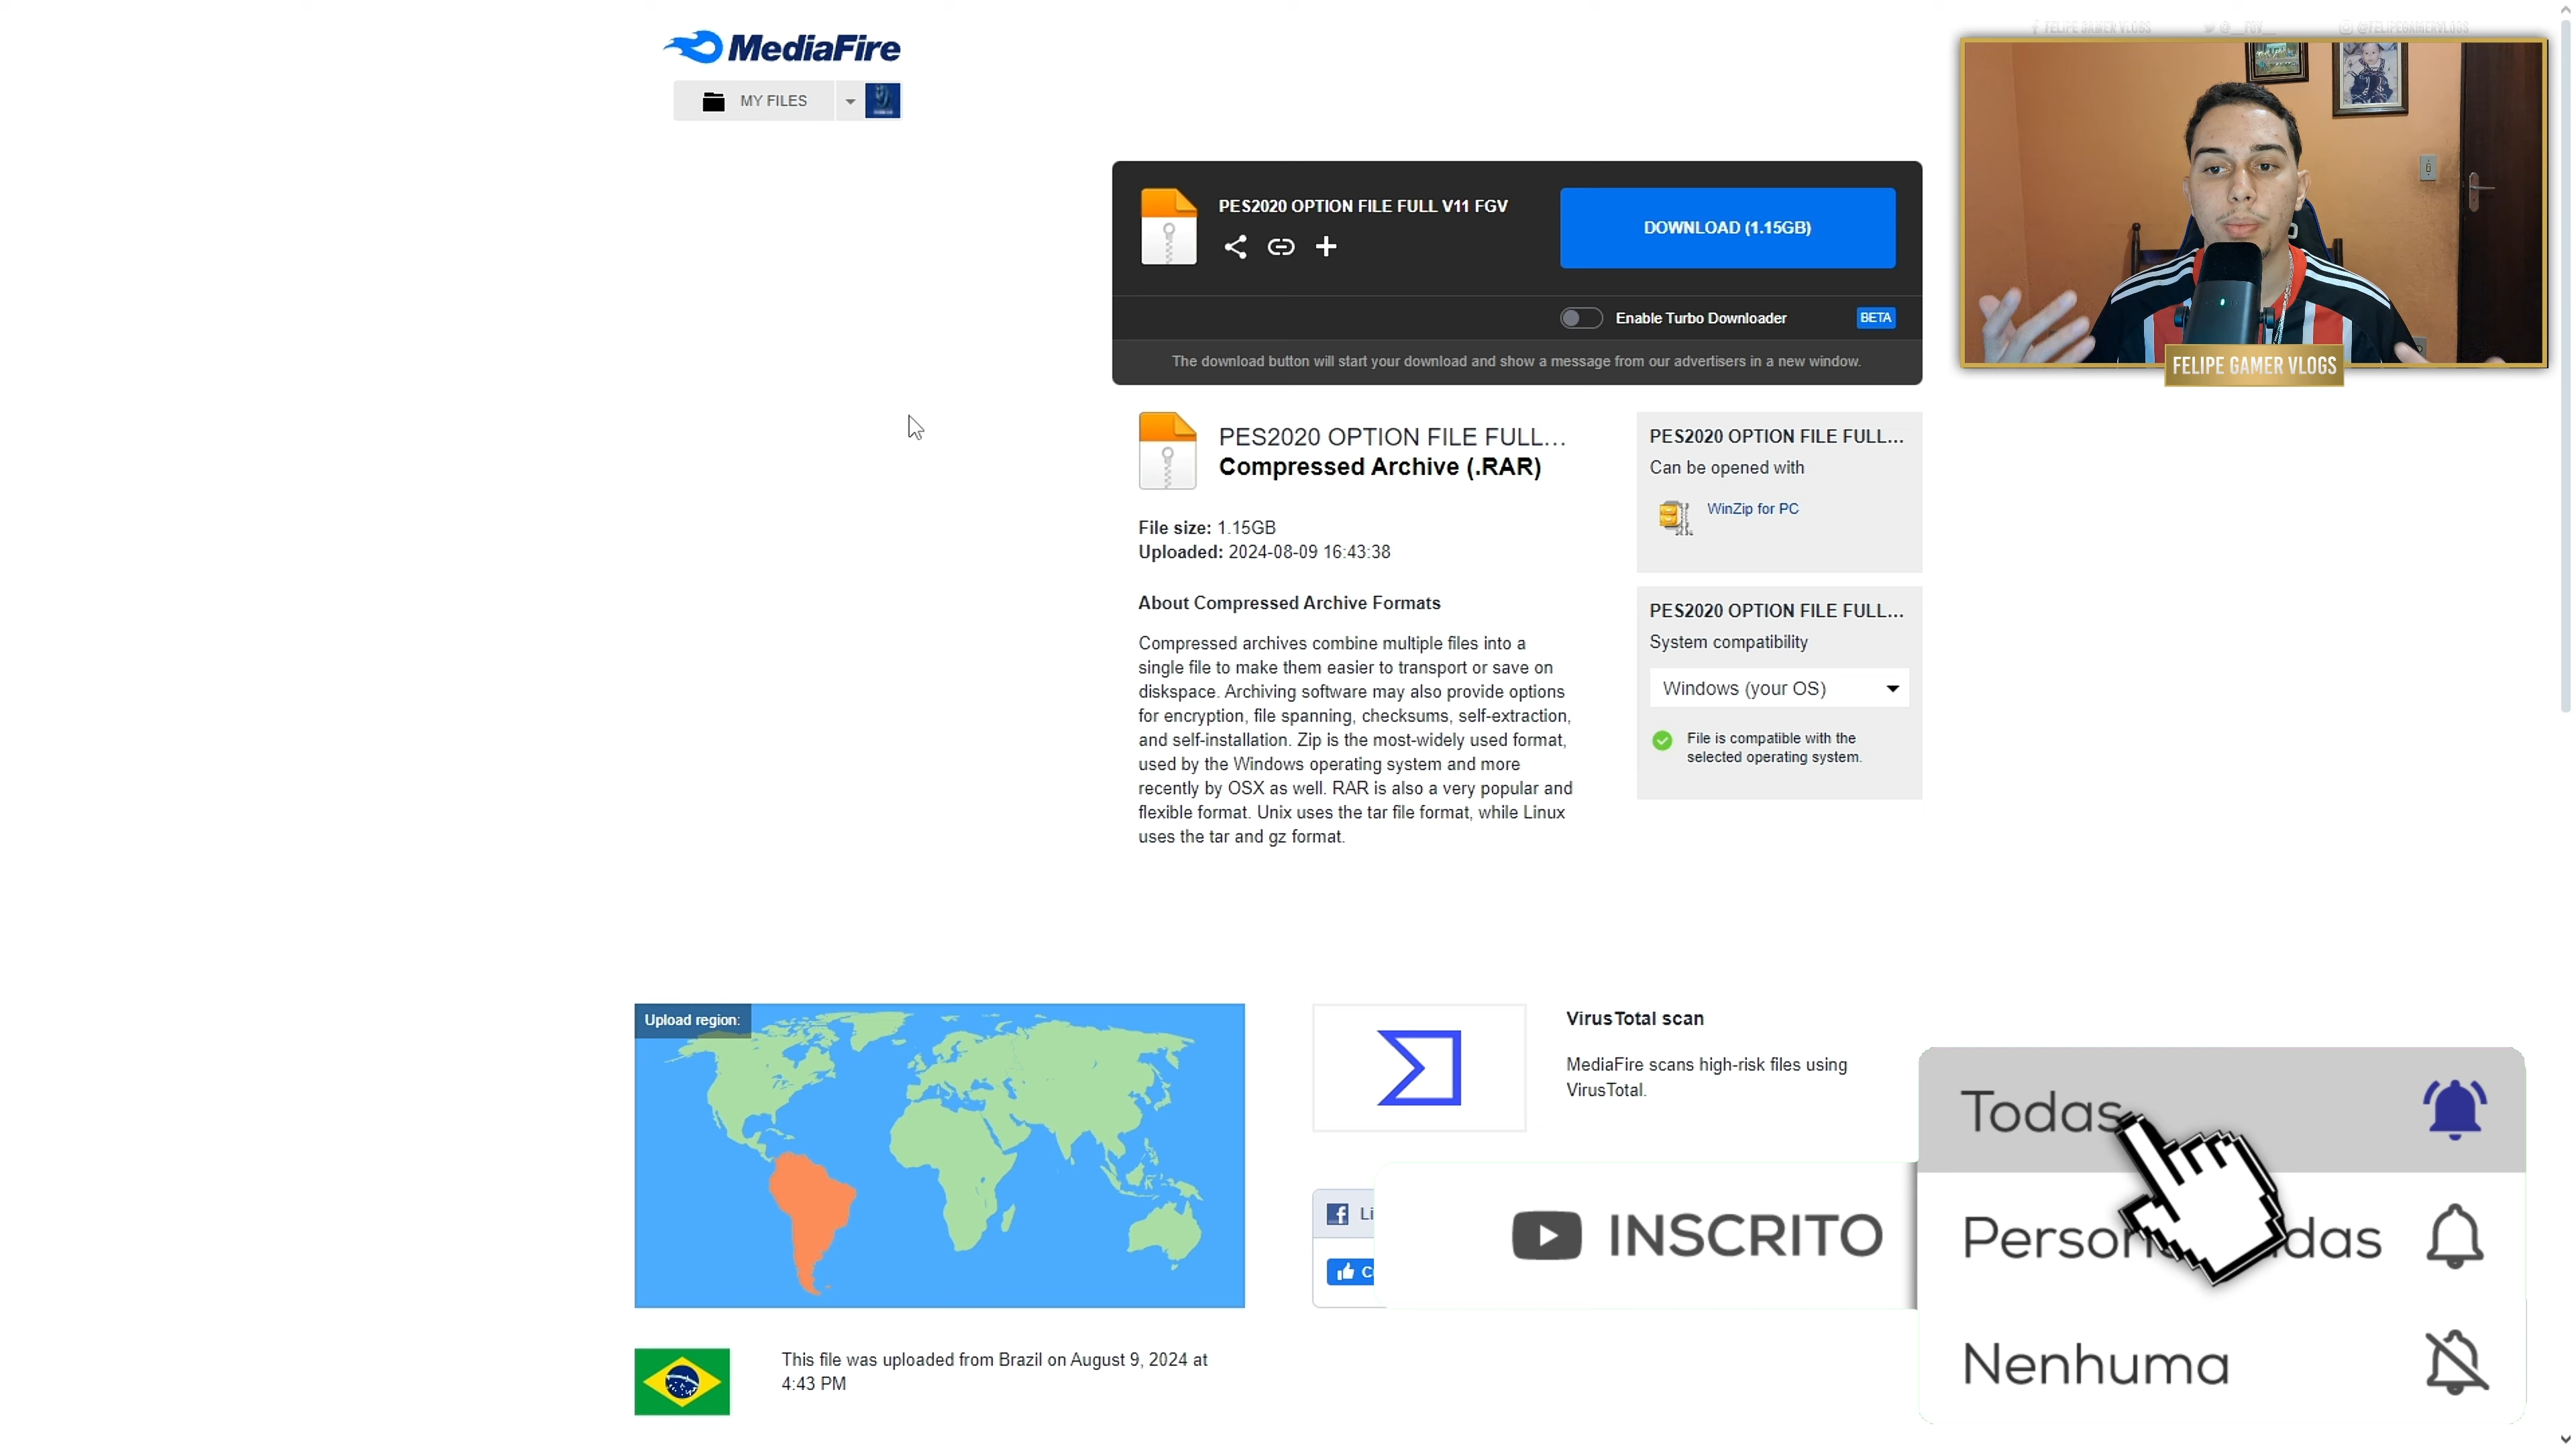 MediaFire
MY FILES
FELIPE GAMER VLOGS
@__FGV__
@FELIPEGAMERVLOGS
PES2020 OPTION FILE FULL V11 FGV
DOWNLOAD (1.15GB)
Enable Turbo Downloader
BETA
The download button will start your download and show a message from our advertisers in a new window.
FELIPE GAMER VLOGS
PES2020 OPTION FILE FULL...
Compressed Archive (.RAR)
File size: 1.15GB
Uploaded: 2024-08-09 16:43:38
About Compressed Archive Formats
Compressed archives combine multiple files into a
single file to make them easier to transport or save on
diskspace. Archiving software may also provide options
for encryption, file spanning, checksums, self-extraction,
and self-installation. Zip is the most-widely used format,
used by the Windows operating system and more
recently by OSX as well. RAR is also a very popular and
flexible format. Unix uses the tar file format, while Linux
uses the tar and gz format.
PES2020 OPTION FILE FULL...
Can be opened with
WinZip for PC
PES2020 OPTION FILE FULL...
System compatibility
Windows (your OS)
File is compatible with the
selected operating system.
Upload region:
VirusTotal scan
MediaFire scans high-risk files using
VirusTotal.
INSCRITO
Todas
Nenhuma
This file was uploaded from Brazil on August 9, 2024 at
4:43 PM